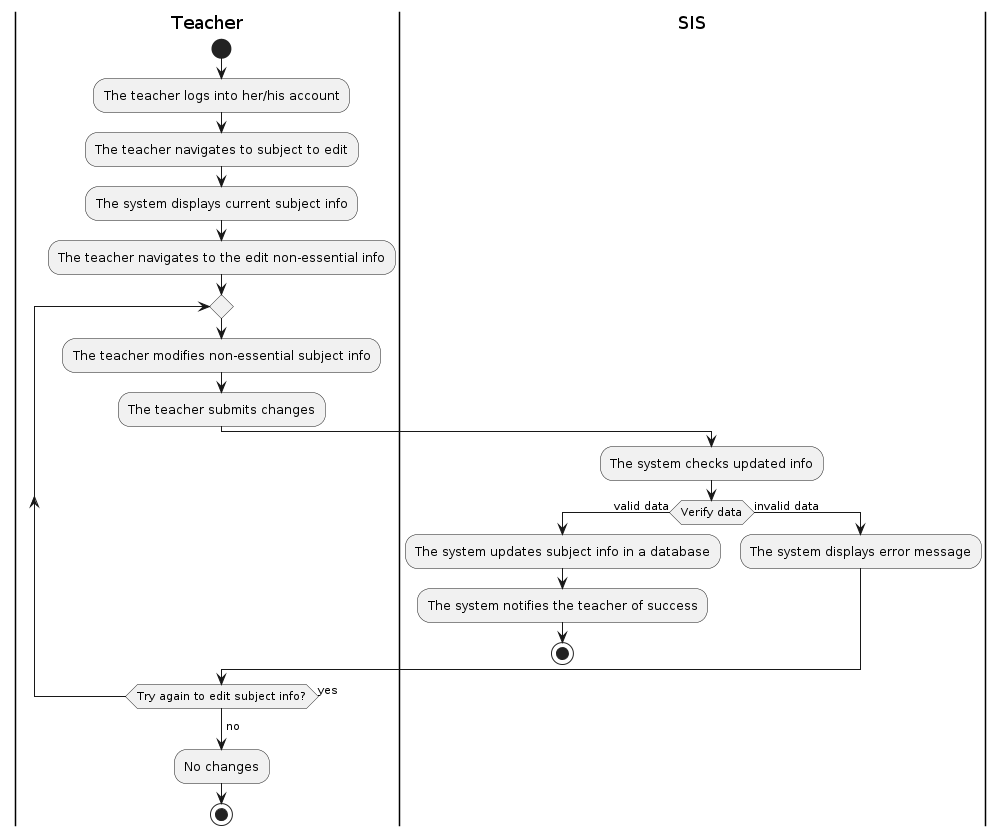 Teacher
SIS
The teacher logs into her/his account
The teacher navigates to subject to edit
The system displays current subject info
The teacher navigates to the edit non-essential info
The teacher modifies non-essential subject info
The teacher submits changes
The system checks updated info
valid data
Verify data
invalid data
The system updates subject info in a database
The system displays error message
The system notifies the teacher of success
Try again to edit subject info?
yes
no
No changes